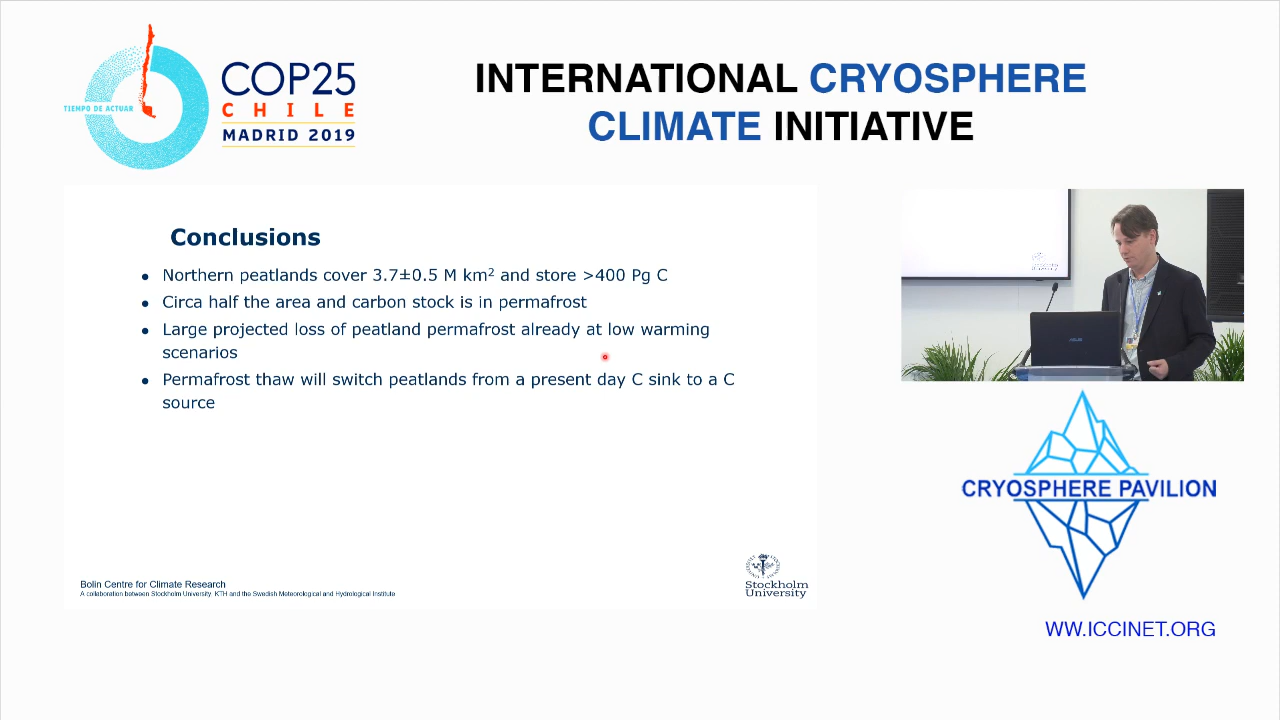 TIEMPO DE ACTUAR
COP25
CHILE
MADRID 2019
INTERNATIONAL CRYOSPHERE
CLIMATE INITIATIVE
Conclusions
• Northern peatlands cover 3.7±0.5 M km² and store >400 Pg C
• Circa half the area and carbon stock is in permafrost
• Large projected loss of peatland permafrost already at low warming
scenarios
• Permafrost thaw will switch peatlands from a present day C sink to a C
source
Bolin Centre for Climate Research
A collaboration between Stockholm University, KTH and the Swedish Meteorological and Hydrological Institute
Stockholm
University
ASUS
CRYOSPHERE PAVILION
WW.ICCINET.ORG